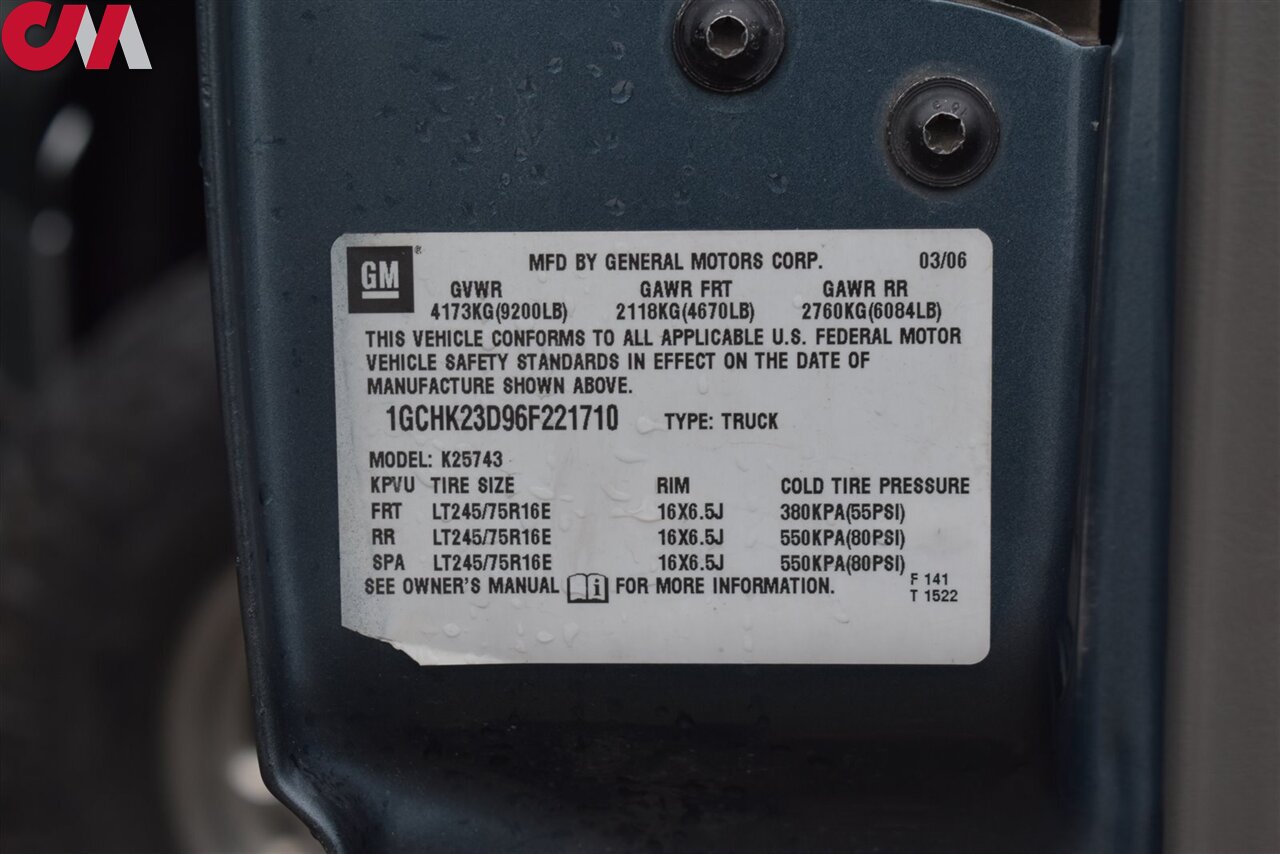 CM
GM®
MFD BY GENERAL MOTORS CORP. 03/06
GVWR GAWR FRT GAWR RR
4173KG(9200LB) 2118KG(4670LB) 2760KG(6084LB)
THIS VEHICLE CONFORMS TO ALL APPLICABLE U.S. FEDERAL MOTOR
VEHICLE SAFETY STANDARDS IN EFFECT ON THE DATE OF
MANUFACTURE SHOWN ABOVE.
1GCHK23D96F221710 TYPE: TRUCK
MODEL: K25743
KPVU TIRE SIZE RIM COLD TIRE PRESSURE
FRT LT245/75R16E 16X6.5J 380KPA(55PSI)
RR LT245/75R16E 16X6.5J 550KPA(80PSI)
SPA LT245/75R16E 16X6.5J 550KPA(80PSI)
SEE OWNER'S MANUAL i FOR MORE INFORMATION.
F 141
T 1522